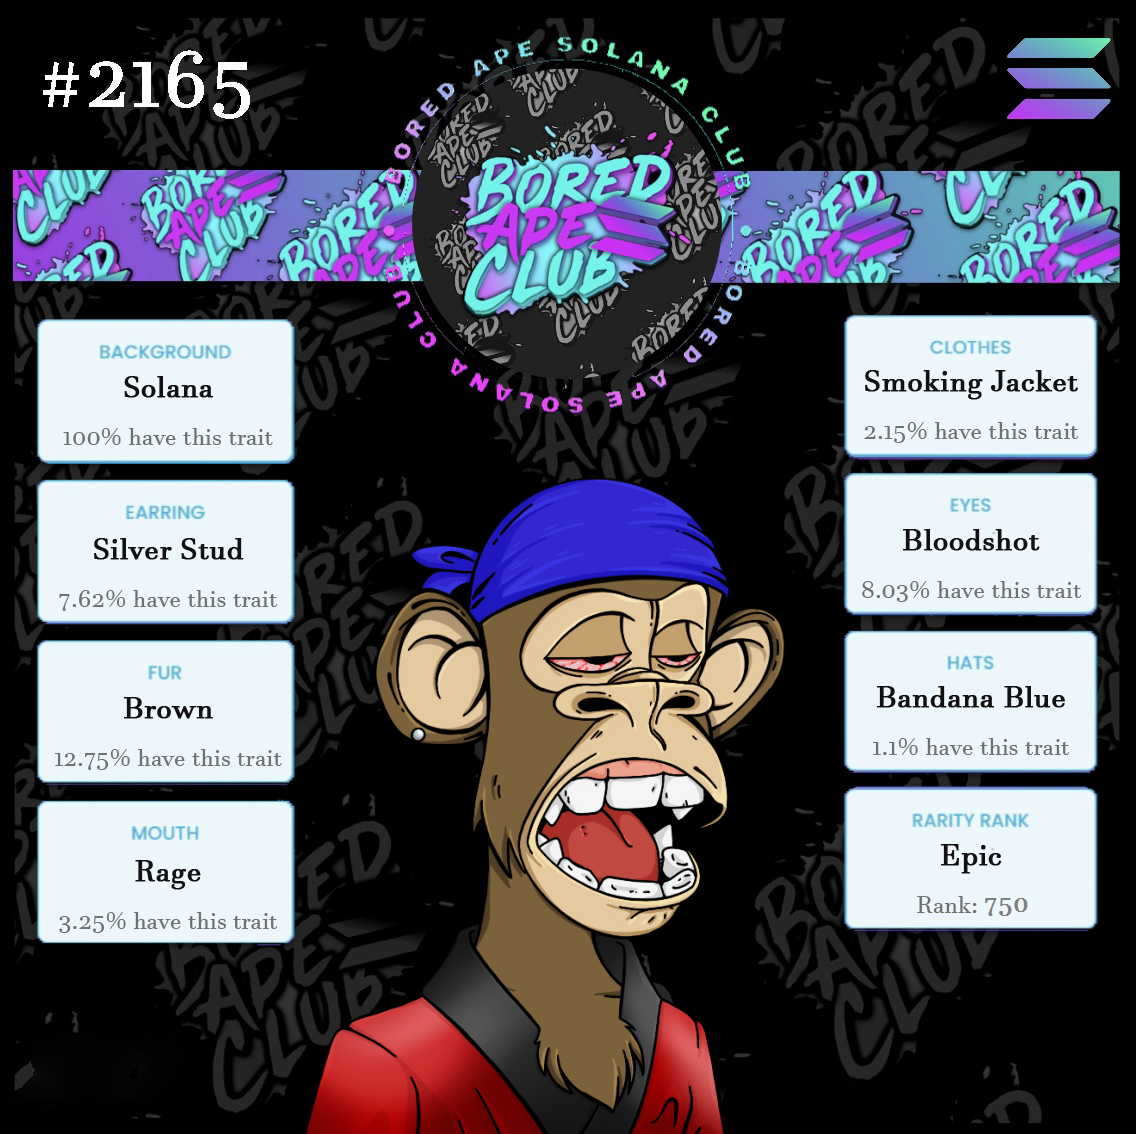 #2165
BORED APE SOLANA CLUB
BORED APE SOLANA CLUB
BORED
APE
CLUB
BACKGROUND
Solana
100% have this trait
EARRING
Silver Stud
7.62% have this trait
FUR
Brown
12.75% have this trait
MOUTH
Rage
3.25% have this trait
CLOTHES
Smoking Jacket
2.15% have this trait
EYES
Bloodshot
8.03% have this trait
HATS
Bandana Blue
1.1% have this trait
RARITY RANK
Epic
Rank: 750